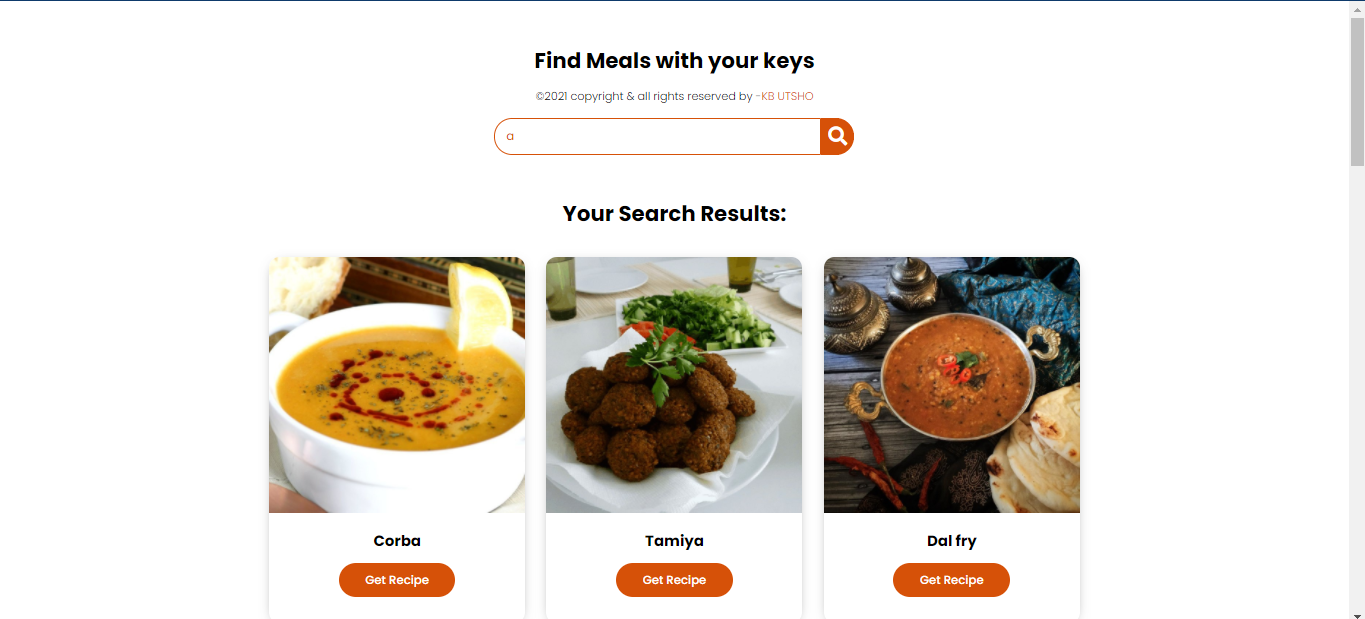 Find Meals with your keys
©2021 copyright & all rights reserved by -KB UTSHO
a
Your Search Results:
Corba
Tamiya
Dal fry
Get Recipe
Get Recipe
Get Recipe